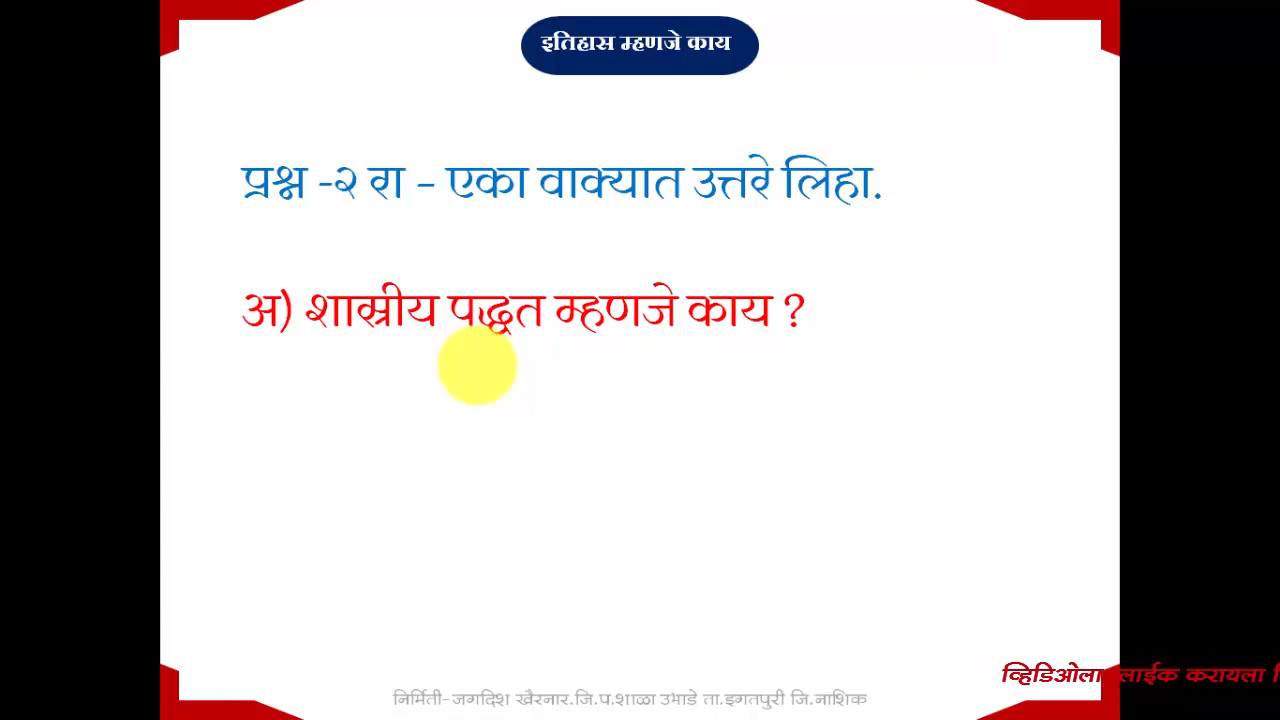 इतिहास म्हणजे काय
प्रश्न -२ रा – एका वाक्यात उत्तरे लिहा.
अ) शास्रीय पद्धत म्हणजे काय ?
व्हिडिओला लाईक करायला
निर्मिती- जगदिश खैरनार.जि.प.शाळा उभाडे ता.इगतपुरी जि.नाशिक